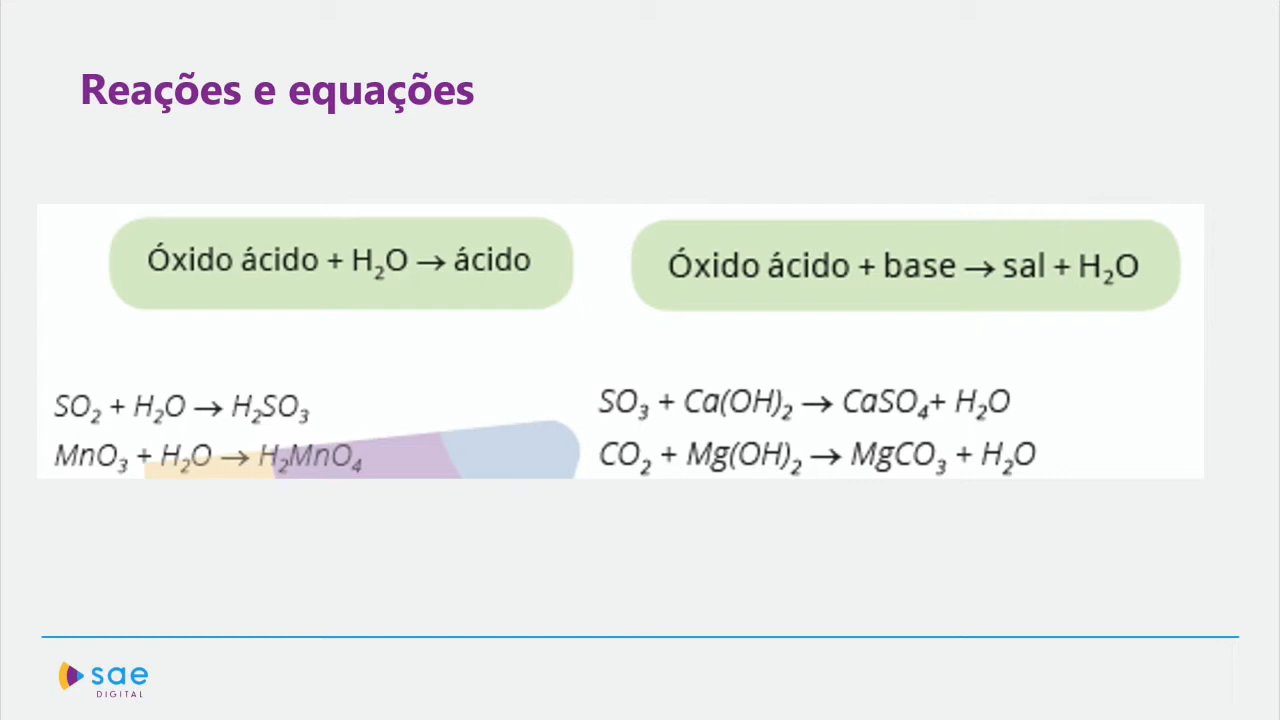 Reações e equações
Óxido ácido + H₂O → ácido
SO₂ + H₂O → H₂SO₃
MnO₃ + H₂O → H₂MnO₄
Óxido ácido + base → sal + H₂O
SO₃ + Ca(OH)₂ → CaSO₄+ H₂O
CO₂ + Mg(OH)₂ → MgCO₃ + H₂O
sae
DIGITAL